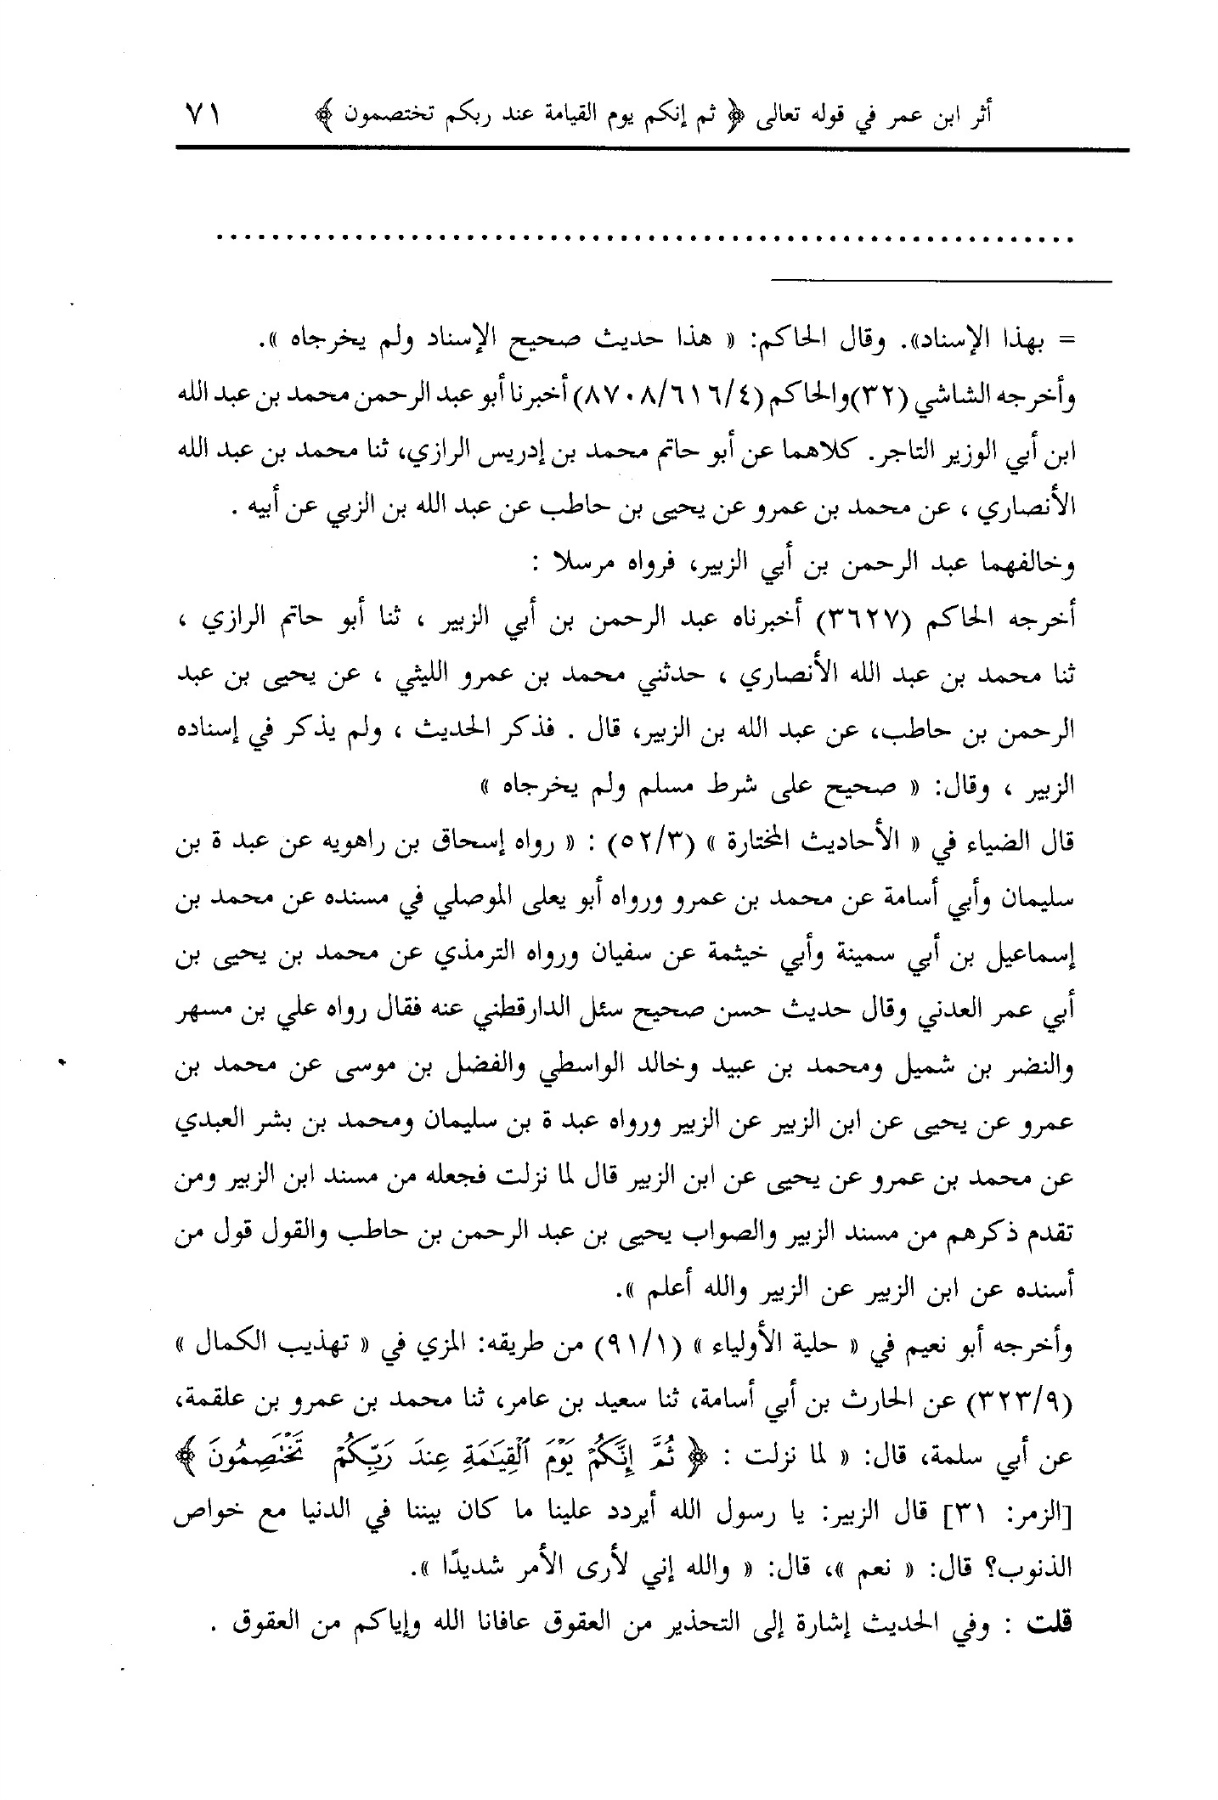 أثر ابن عمر في قوله تعالى ﴿ ثم إنكم يوم القيامة عند ربكم تختصمون ﴾ ٧١
............................................................
= بهذا الإسناد». وقال الحاكم: « هذا حديث صحيح الإسناد ولم يخرجاه ».
وأخرجه الشاشي (٣٢)والحاكم (٨٧٠٨/٦١٦/٤) أخبرنا أبو عبد الرحمن محمد بن عبد الله
ابن أبي الوزير التاجر. كلاهما عن أبو حاتم محمد بن إدريس الرازي، ثنا محمد بن عبد الله
الأنصاري ، عن محمد بن عمرو عن يحيى بن حاطب عن عبد الله بن الزبي عن أبيه .
وخالفهما عبد الرحمن بن أبي الزبير، فرواه مرسلا :
أخرجه الحاكم (٣٦٢٧) أخبرناه عبد الرحمن بن أبي الزبير ، ثنا أبو حاتم الرازي ،
ثنا محمد بن عبد الله الأنصاري ، حدثني محمد بن عمرو الليثي ، عن يحيى بن عبد
الرحمن بن حاطب، عن عبد الله بن الزبير، قال . فذكر الحديث ، ولم يذكر في إسناده
الزبير ، وقال: « صحيح على شرط مسلم ولم يخرجاه »
قال الضياء في « الأحاديث المختارة » (٥٢/٣) : « رواه إسحاق بن راهويه عن عبد ة بن
سليمان وأبي أسامة عن محمد بن عمرو ورواه أبو يعلى الموصلي في مسنده عن محمد بن
إسماعيل بن أبي سمينة وأبي خيثمة عن سفيان ورواه الترمذي عن محمد بن يحيى بن
أبي عمر العدني وقال حديث حسن صحيح سئل الدارقطني عنه فقال رواه علي بن مسهر
والنضر بن شميل ومحمد بن عبيد وخالد الواسطي والفضل بن موسى عن محمد بن
عمرو عن يحيى عن ابن الزبير عن الزبير ورواه عبد ة بن سليمان ومحمد بن بشر العبدي
عن محمد بن عمرو عن يحيى عن ابن الزبير قال لما نزلت فجعله من مسند ابن الزبير ومن
تقدم ذكرهم من مسند الزبير والصواب يحيى بن عبد الرحمن بن حاطب والقول قول من
أسنده عن ابن الزبير عن الزبير والله أعلم ».
وأخرجه أبو نعيم في « حلية الأولياء » (٩١/١) من طريقه: المزي في « تهذيب الكمال »
(٣٢٣/٩) عن الحارث بن أبي أسامة، ثنا سعيد بن عامر، ثنا محمد بن عمرو بن علقمة،
عن أبي سلمة، قال: « لما نزلت : ﴿ ثُمَّ إِنَّكُمْ يَوْمَ ٱلْقِيَٰمَةِ عِندَ رَبِّكُمْ تَخْتَصِمُونَ ﴾
[الزمر: ٣١] قال الزبير: يا رسول الله أيردد علينا ما كان بيننا في الدنيا مع خواص
الذنوب؟ قال: « نعم »، قال: « والله إني لأرى الأمر شديدًا ».
قلت : وفي الحديث إشارة إلى التحذير من العقوق عافانا الله وإياكم من العقوق .